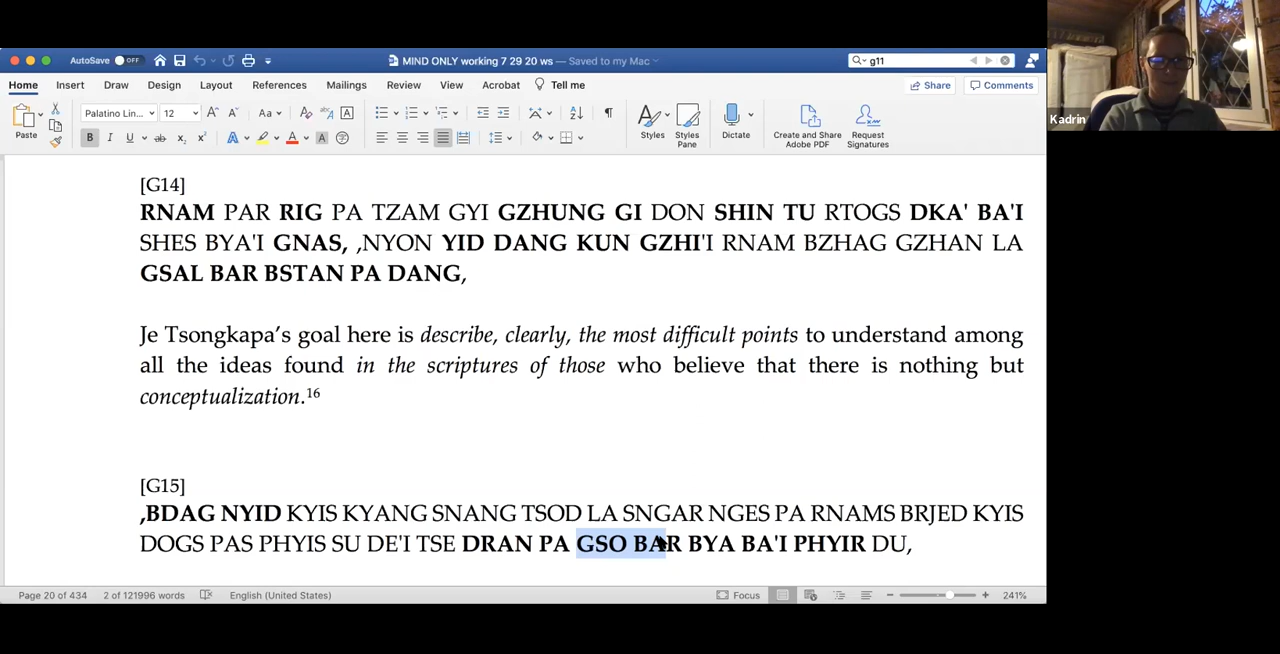 AutoSave OFF MIND ONLY working 7 29 20 ws — Saved to my Mac g11
Home Insert Draw Design Layout References Mailings Review View Acrobat Tell me Share Comments
Paste Palatino Lin... 12 Styles Styles Pane Dictate Create and Share Adobe PDF Request Signatures
Kadrin
[G14]
RNAM PAR RIG PA TZAM GYI GZHUNG GI DON SHIN TU RTOGS DKA' BA'I
SHES BYA'I GNAS, ,NYON YID DANG KUN GZHI'I RNAM BZHAG GZHAN LA
GSAL BAR BSTAN PA DANG,
Je Tsongkapa's goal here is describe, clearly, the most difficult points to understand among
all the ideas found in the scriptures of those who believe that there is nothing but
conceptualization.16
[G15]
,BDAG NYID KYIS KYANG SNANG TSOD LA SNGAR NGES PA RNAMS BRJED KYIS
DOGS PAS PHYIS SU DE'I TSE DRAN PA GSO BAR BYA BA'I PHYIR DU,
Page 20 of 434 2 of 121996 words English (United States) Focus 241%